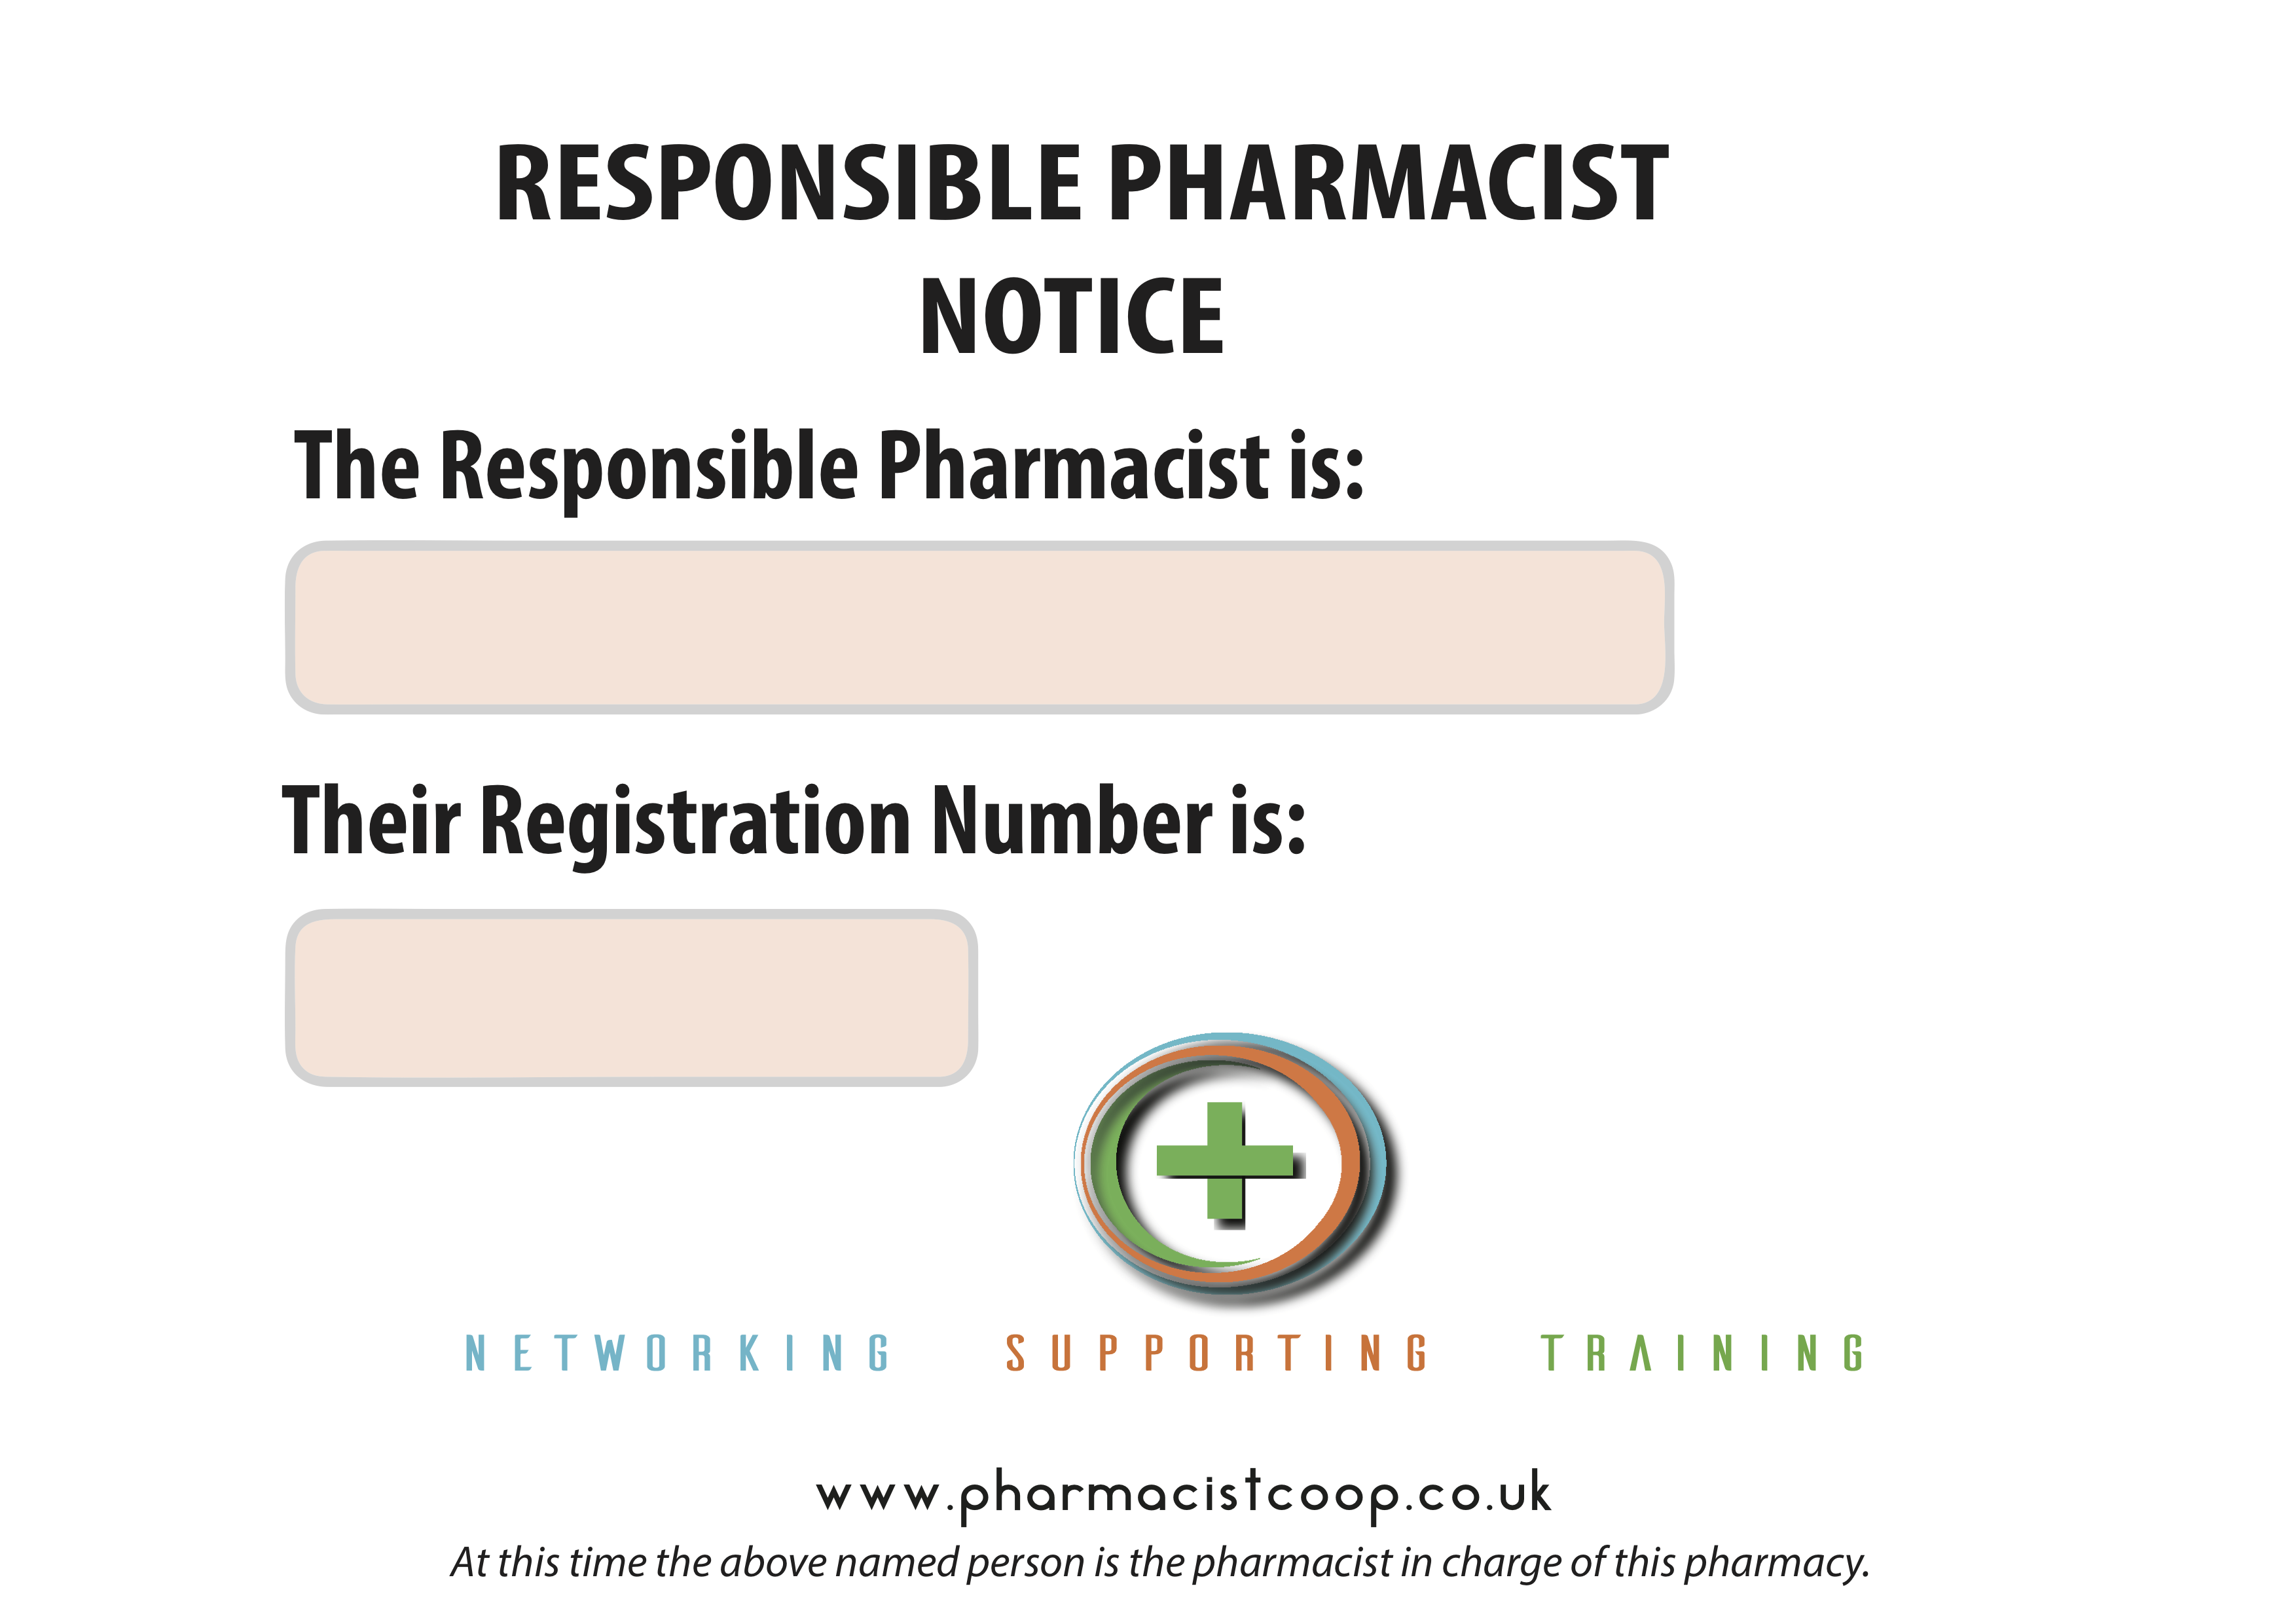 RESPONSIBLE PHARMACIST
NOTICE
The Responsible Pharmacist is:
Their Registration Number is:
NETWORKING SUPPORTING TRAINING
www.pharmacistcoop.co.uk
At this time the above named person is the pharmacist in charge of this pharmacy.